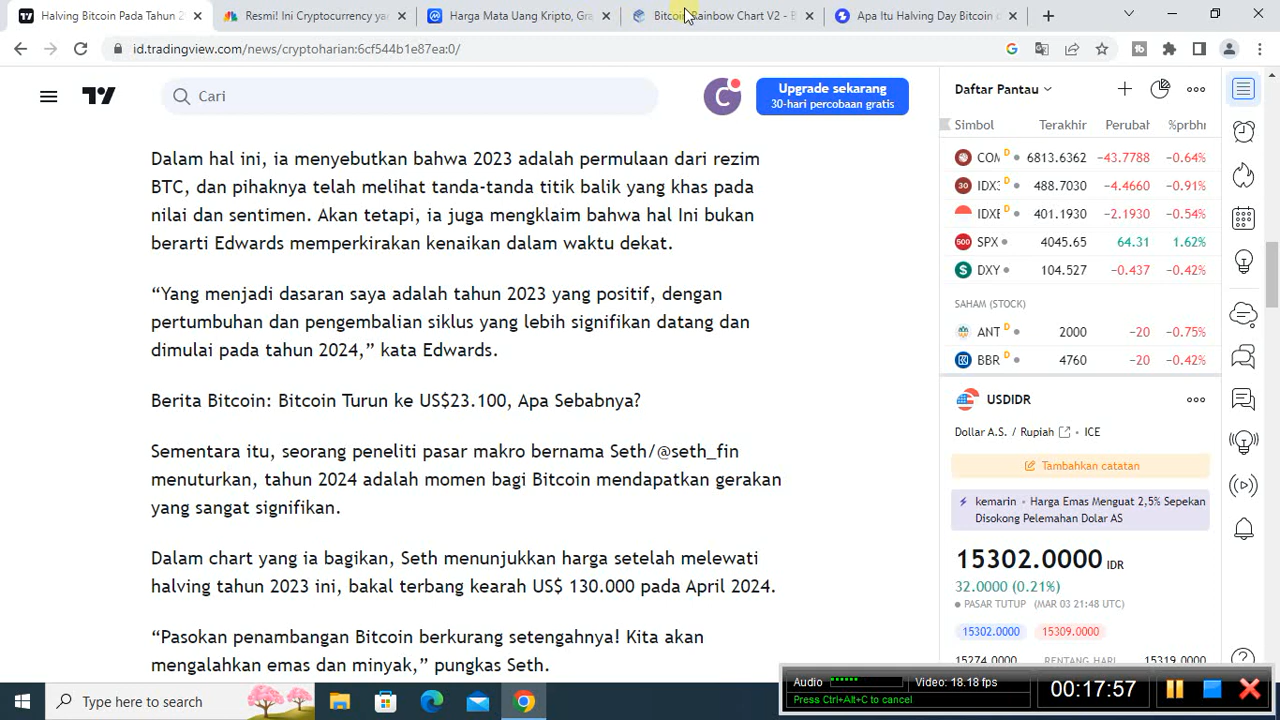 Halving Bitcoin Pada Tahun 2
Resmi! Ini Cryptocurrency yar
Harga Mata Uang Kripto, Gra
Bitcoin Rainbow Chart V2 - B
Apa Itu Halving Day Bitcoin d
id.tradingview.com/news/cryptoharian:6cf544b1e87ea:0/
Cari
C
Upgrade sekarang
30-hari percobaan gratis
Dalam hal ini, ia menyebutkan bahwa 2023 adalah permulaan dari rezim
BTC, dan pihaknya telah melihat tanda-tanda titik balik yang khas pada
nilai dan sentimen. Akan tetapi, ia juga mengklaim bahwa hal Ini bukan
berarti Edwards memperkirakan kenaikan dalam waktu dekat.
“Yang menjadi dasaran saya adalah tahun 2023 yang positif, dengan
pertumbuhan dan pengembalian siklus yang lebih signifikan datang dan
dimulai pada tahun 2024,” kata Edwards.
Berita Bitcoin: Bitcoin Turun ke US$23.100, Apa Sebabnya?
Sementara itu, seorang peneliti pasar makro bernama Seth/@seth_fin
menuturkan, tahun 2024 adalah momen bagi Bitcoin mendapatkan gerakan
yang sangat signifikan.
Dalam chart yang ia bagikan, Seth menunjukkan harga setelah melewati
halving tahun 2023 ini, bakal terbang kearah US$ 130.000 pada April 2024.
“Pasokan penambangan Bitcoin berkurang setengahnya! Kita akan
mengalahkan emas dan minyak,” pungkas Seth.
Daftar Pantau
Simbol Terakhir Perubah %prbhr
COM D 6813.6362 −43.7788 −0.64%
30 IDX3 D 488.7030 −4.4660 −0.91%
IDXE D 401.1930 −2.1930 −0.54%
500 SPX 4045.65 64.31 1.62%
$ DXY 104.527 −0.437 −0.42%
SAHAM (STOCK)
ANT D 2000 −20 −0.75%
BBR D 4760 −20 −0.42%
USDIDR
Dollar A.S. / Rupiah • ICE
Tambahkan catatan
kemarin • Harga Emas Menguat 2,5% Sepekan
Disokong Pelemahan Dolar AS
15302.0000 IDR
32.0000 (0.21%)
PASAR TUTUP (MAR 03 21:48 UTC)
15302.0000 15309.0000
15274.0000 RENTANG HARI 15319.0000
Audio Video: 18.18 fps
Press Ctrl+Alt+C to cancel
00:17:57
Type here